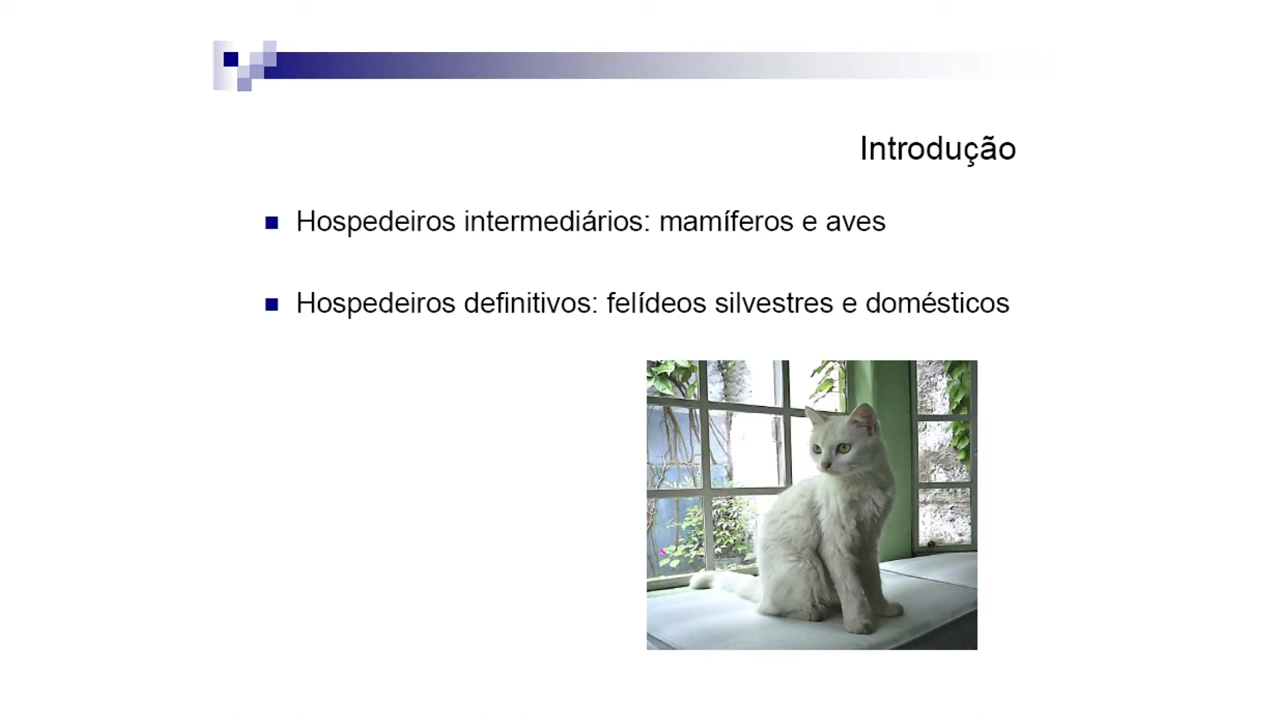 Introdução
Hospedeiros intermediários: mamíferos e aves
Hospedeiros definitivos: felídeos silvestres e domésticos